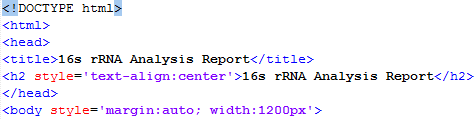 <!DOCTYPE html>
<html>
<head>
<title>16s rRNA Analysis Report</title>
<h2 style='text-align:center'>16s rRNA Analysis Report</h2>
</head>
<body style='margin:auto; width:1200px'>